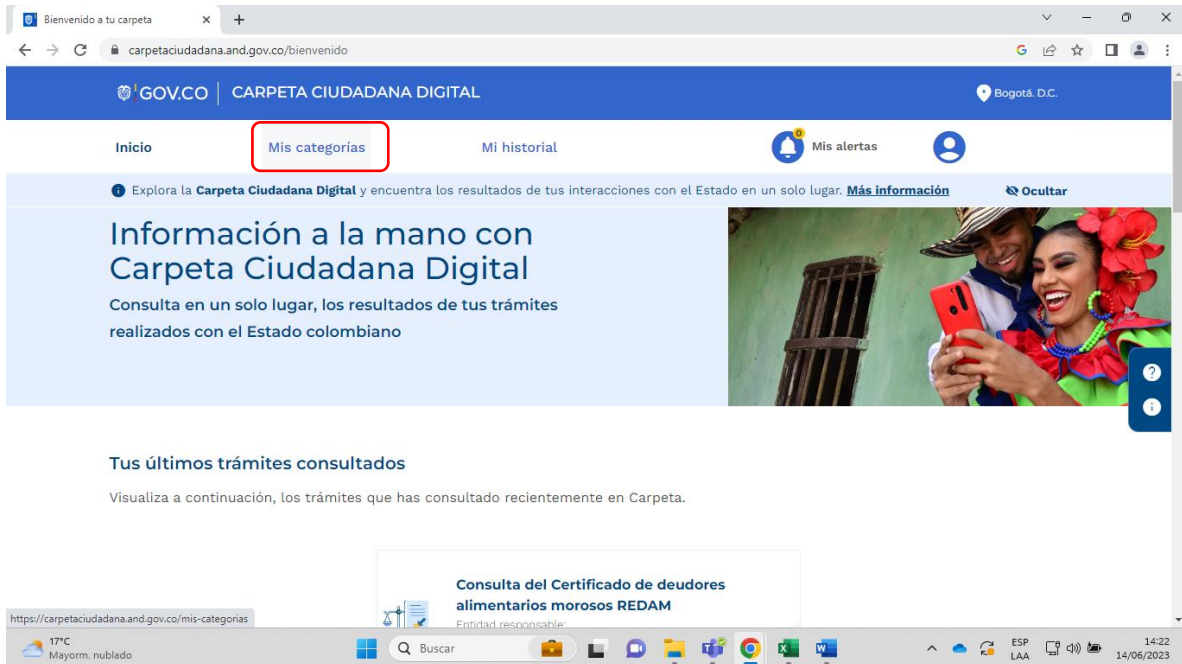 Bienvenido a tu carpeta
carpetaciudadana.and.gov.co/bienvenido
GOV.CO CARPETA CIUDADANA DIGITAL Bogotá. D.C.
Inicio Mis categorías Mi historial 0 Mis alertas
Explora la Carpeta Ciudadana Digital y encuentra los resultados de tus interacciones con el Estado en un solo lugar. Más información Ocultar
Información a la mano con
Carpeta Ciudadana Digital
Consulta en un solo lugar, los resultados de tus trámites
realizados con el Estado colombiano
Tus últimos trámites consultados
Visualiza a continuación, los trámites que has consultado recientemente en Carpeta.
Consulta del Certificado de deudores
alimentarios morosos REDAM
Entidad responsable:
https://carpetaciudadana.and.gov.co/mis-categorias
17°C
Mayorm. nublado
Buscar
ESP
LAA
14:22
14/06/2023